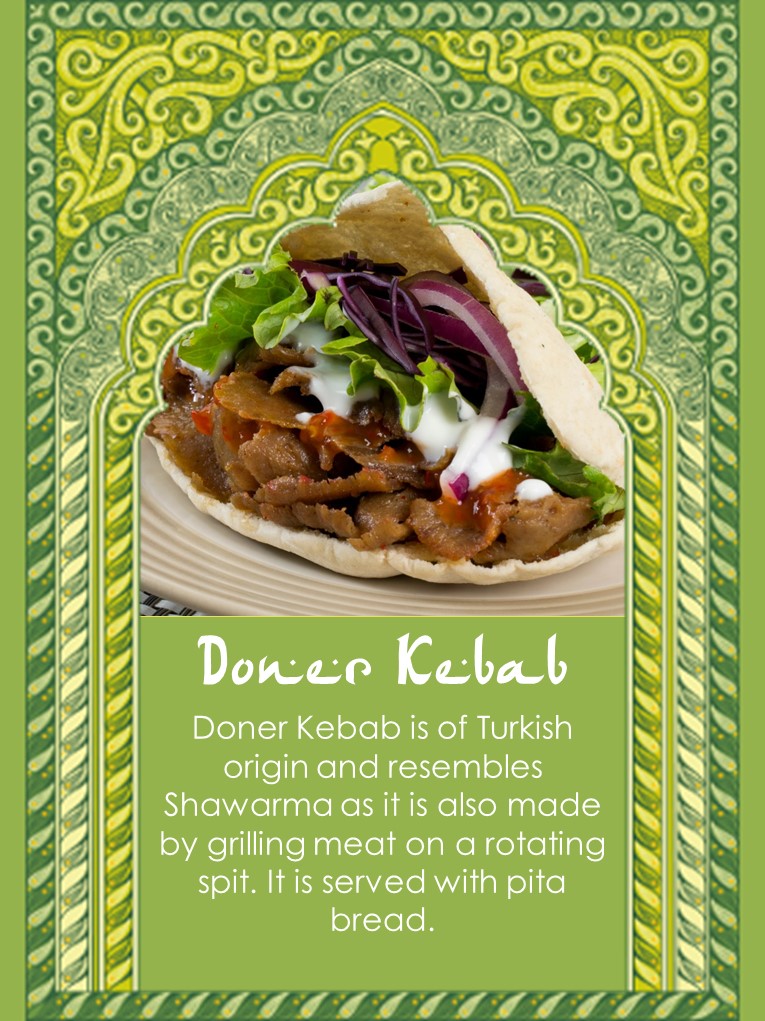 Doner Kebab
Doner Kebab is of Turkish
origin and resembles
Shawarma as it is also made
by grilling meat on a rotating
spit. It is served with pita
bread.